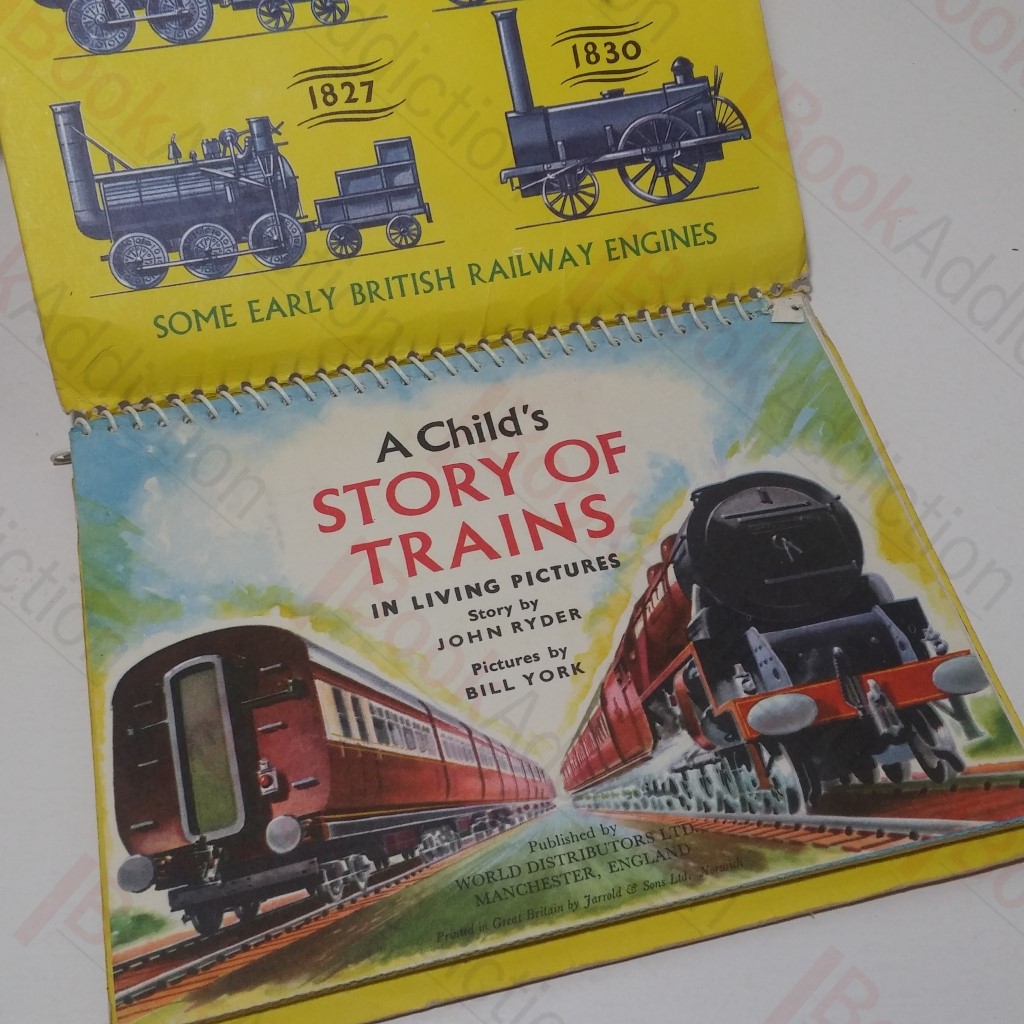 1827
1830
SOME EARLY BRITISH RAILWAY ENGINES
A Child's
STORY OF
TRAINS
IN LIVING PICTURES
Story by
JOHN RYDER
Pictures by
BILL YORK
Published by
WORLD DISTRIBUTORS LTD.
MANCHESTER, ENGLAND
Printed in Great Britain by Jarrold & Sons Ltd., Norwich
BookAddiction